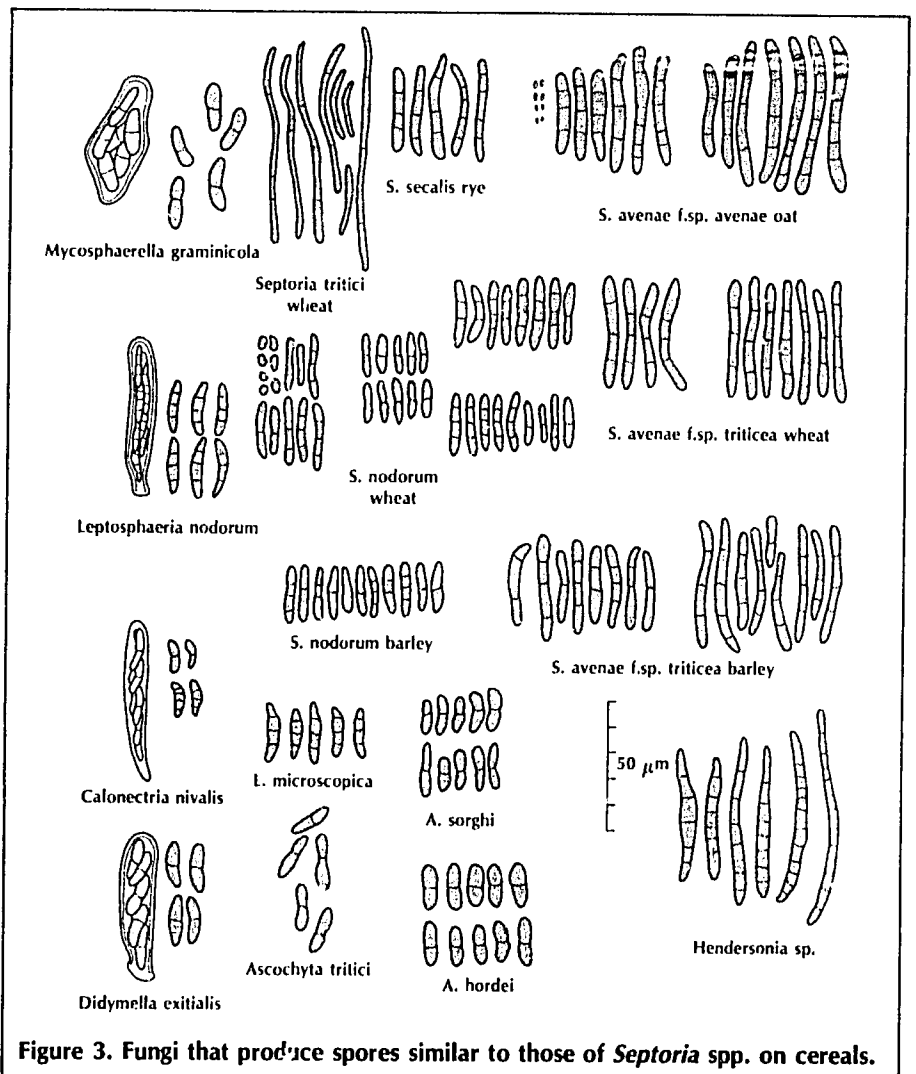 Mycosphaerella graminicola
Septoria tritici
wheat
S. secalis rye
S. avenae f.sp. avenae oat
Leptosphaeria nodorum
S. nodorum
wheat
S. avenae f.sp. triticea wheat
S. nodorum barley
S. avenae f.sp. triticea barley
Calonectria nivalis
L. microscopica
A. sorghi
50 μm
Didymella exitialis
Ascochyta tritici
A. hordei
Hendersonia sp.
Figure 3. Fungi that produce spores similar to those of Septoria spp. on cereals.